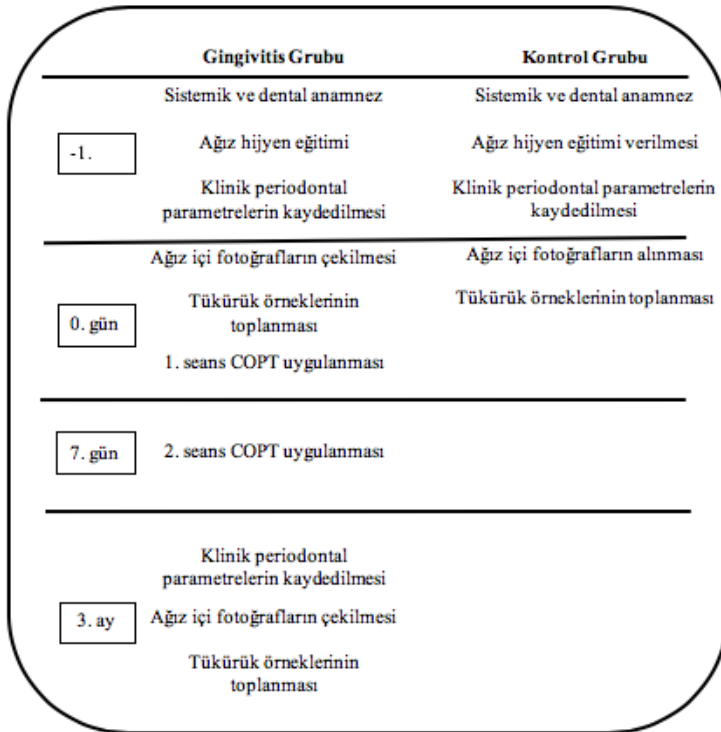 Gingivitis Grubu Kontrol Grubu
Sistemik ve dental anamnez Sistemik ve dental anamnez
-1.
Ağız hijyen eğitimi Ağız hijyen eğitimi verilmesi
Klinik periodontal Klinik periodontal parametrelerin
parametrelerin kaydedilmesi kaydedilmesi
Ağız içi fotoğrafların çekilmesi Ağız içi fotoğrafların alınması
Tükürük örneklerinin Tükürük örneklerinin toplanması
toplanması
0. gün
1. seans COPT uygulanması
7. gün 2. seans COPT uygulanması
Klinik periodontal
parametrelerin kaydedilmesi
3. ay Ağız içi fotoğrafların çekilmesi
Tükürük örneklerinin
toplanması